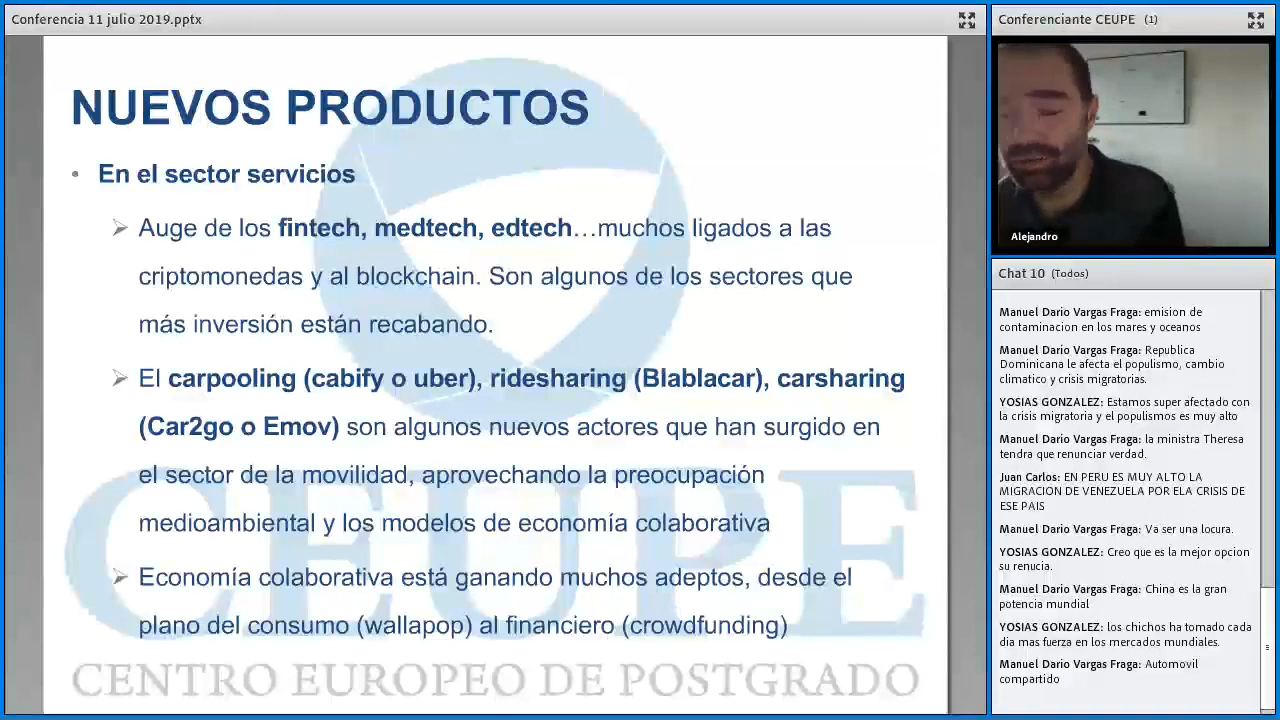 Conferencia 11 julio 2019.pptx
NUEVOS PRODUCTOS
• En el sector servicios
Auge de los fintech, medtech, edtech…muchos ligados a las
criptomonedas y al blockchain. Son algunos de los sectores que
más inversión están recabando.
El carpooling (cabify o uber), ridesharing (Blablacar), carsharing
(Car2go o Emov) son algunos nuevos actores que han surgido en
el sector de la movilidad, aprovechando la preocupación
medioambiental y los modelos de economía colaborativa
Economía colaborativa está ganando muchos adeptos, desde el
plano del consumo (wallapop) al financiero (crowdfunding)
CEUPE
CENTRO EUROPEO DE POSTGRADO
Conferenciante CEUPE (1)
Alejandro
Chat 10 (Todos)
Manuel Dario Vargas Fraga: emision de
contaminacion en los mares y oceanos
Manuel Dario Vargas Fraga: Republica
Dominicana le afecta el populismo, cambio
climatico y crisis migratorias.
YOSIAS GONZALEZ: Estamos super afectado con
la crisis migratoria y el populismos es muy alto
Manuel Dario Vargas Fraga: la ministra Theresa
tendra que renunciar verdad.
Juan Carlos: EN PERU ES MUY ALTO LA
MIGRACION DE VENEZUELA POR ELA CRISIS DE
ESE PAIS
Manuel Dario Vargas Fraga: Va ser una locura.
YOSIAS GONZALEZ: Creo que es la mejor opcion
su renucia.
Manuel Dario Vargas Fraga: China es la gran
potencia mundial
YOSIAS GONZALEZ: los chichos ha tomado cada
dia mas fuerza en los mercados mundiales.
Manuel Dario Vargas Fraga: Automovil
compartido